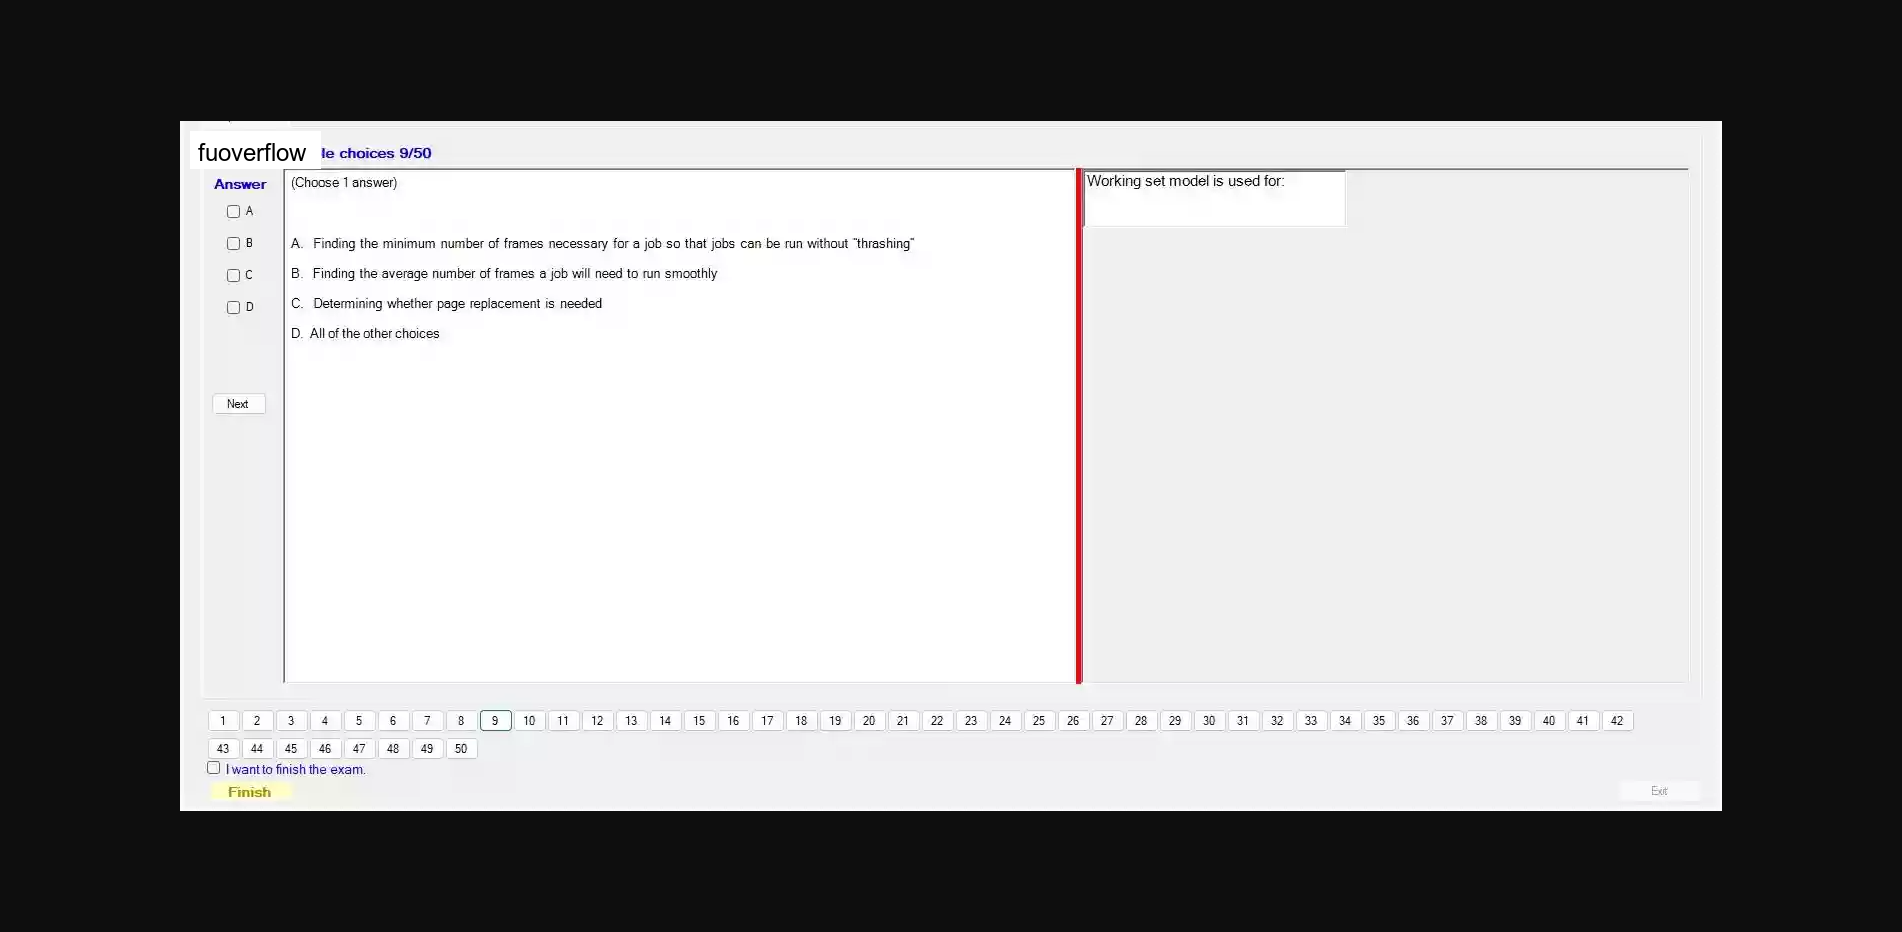 fuoverflow le choices 9/50
Answer
(Choose 1 answer)
Working set model is used for:
A
B
C
D
A. Finding the minimum number of frames necessary for a job so that jobs can be run without "thrashing"
B. Finding the average number of frames a job will need to run smoothly
C. Determining whether page replacement is needed
D. All of the other choices
Next
1 2 3 4 5 6 7 8 9 10 11 12 13 14 15 16 17 18 19 20 21 22 23 24 25 26 27 28 29 30 31 32 33 34 35 36 37 38 39 40 41 42
43 44 45 46 47 48 49 50
I want to finish the exam.
Finish
Exit